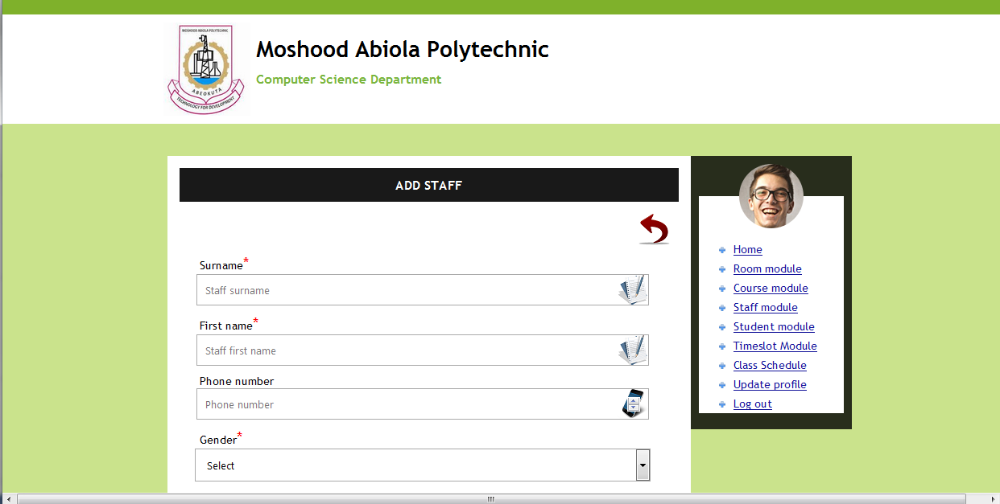 MOSHOOD ABIOLA POLYTECHNIC
ABEOKUTA
TECHNOLOGY FOR DEVELOPMENT
Moshood Abiola Polytechnic
Computer Science Department
ADD STAFF
Surname*
Staff surname
First name*
Staff first name
Phone number
Phone number
Gender*
Select
Home
Room module
Course module
Staff module
Student module
Timeslot Module
Class Schedule
Update profile
Log out